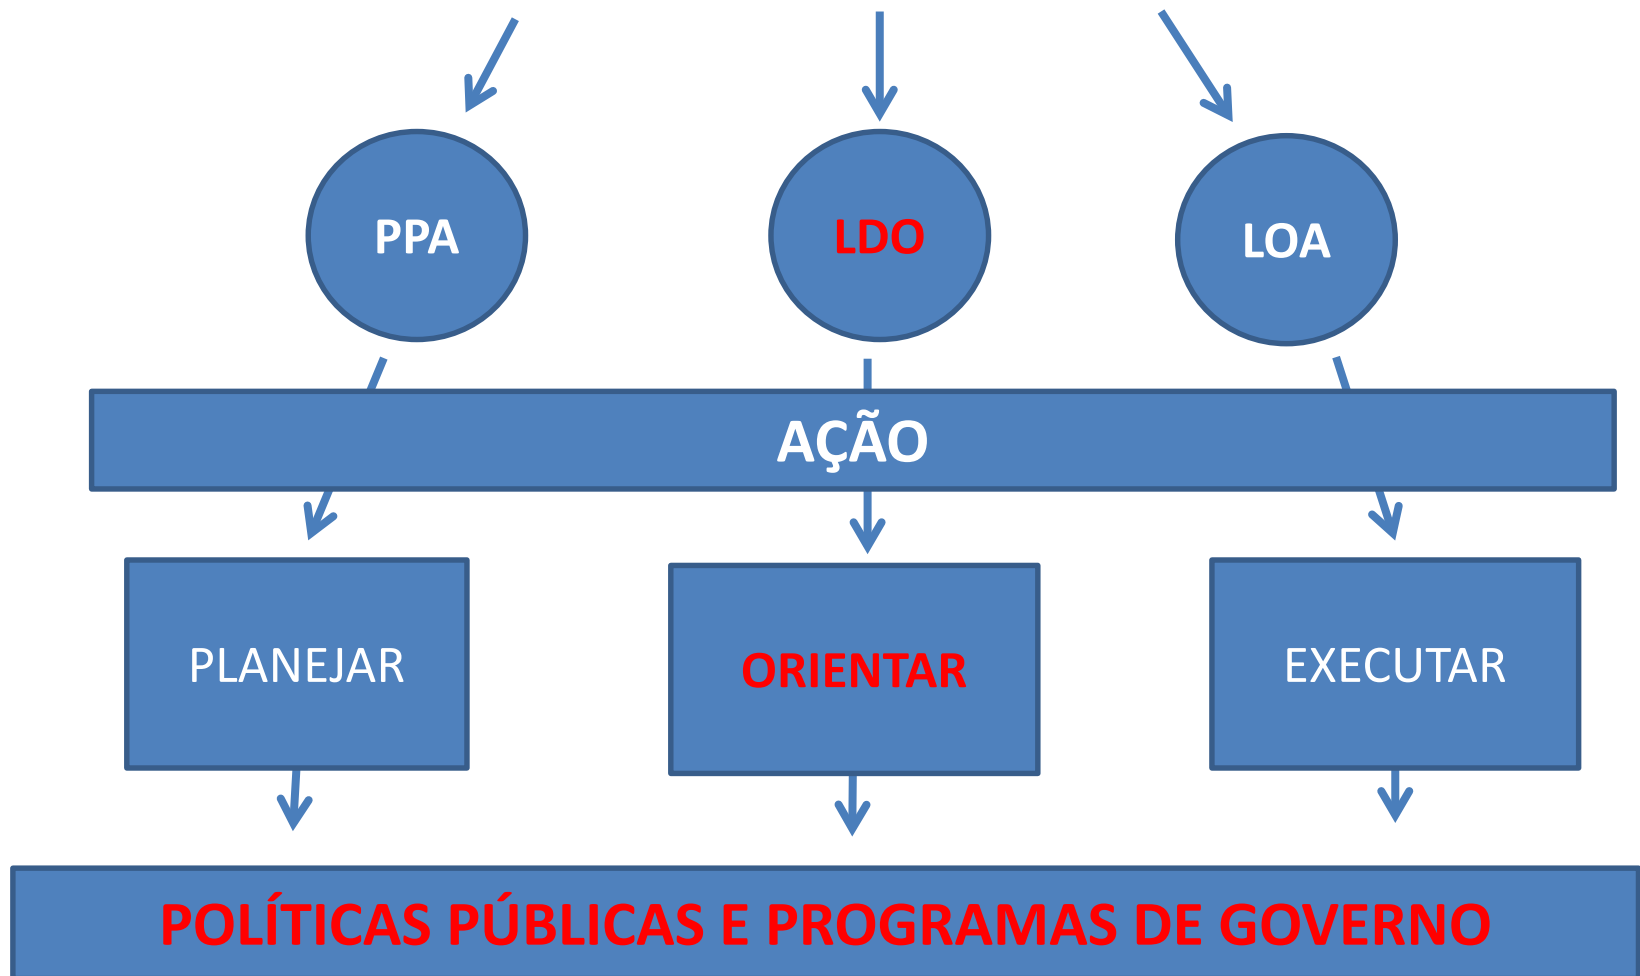 PPA
LDO
LOA
AÇÃO
PLANEJAR
ORIENTAR
EXECUTAR
POLÍTICAS PÚBLICAS E PROGRAMAS DE GOVERNO